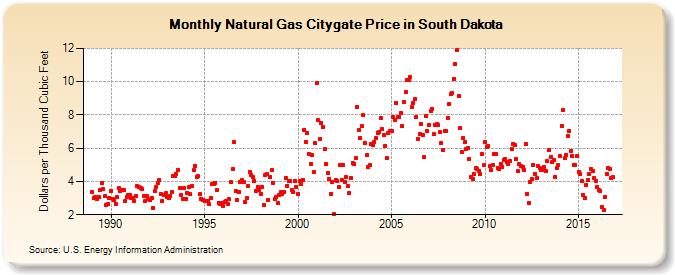 Monthly Natural Gas Citygate Price in South Dakota
Dollars per Thousand Cubic Feet
12
10
8
6
4
2
1990 1995 2000 2005 2010 2015
Source: U.S. Energy Information Administration